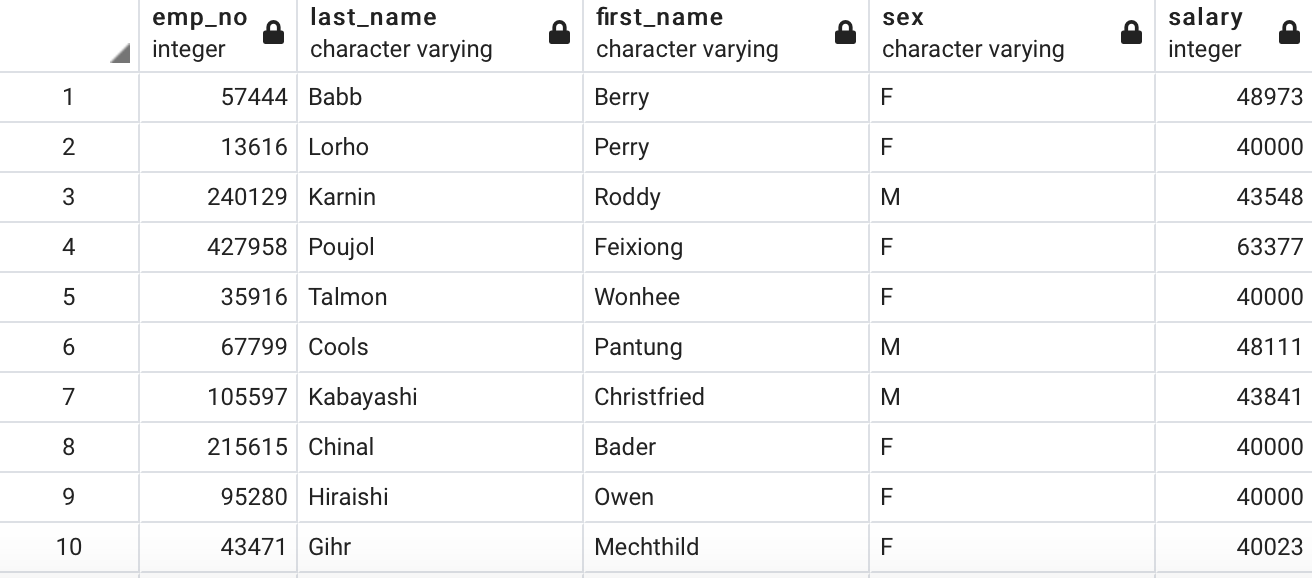 emp_no last_name first_name sex salary
integer character varying character varying character varying integer
1 57444 Babb Berry F 48973
2 13616 Lorho Perry F 40000
3 240129 Karnin Roddy M 43548
4 427958 Poujol Feixiong F 63377
5 35916 Talmon Wonhee F 40000
6 67799 Cools Pantung M 48111
7 105597 Kabayashi Christfried M 43841
8 215615 Chinal Bader F 40000
9 95280 Hiraishi Owen F 40000
10 43471 Gihr Mechthild F 40023